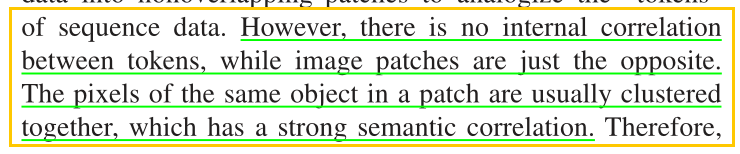 of sequence data. However, there is no internal correlation
between tokens, while image patches are just the opposite.
The pixels of the same object in a patch are usually clustered
together, which has a strong semantic correlation. Therefore,